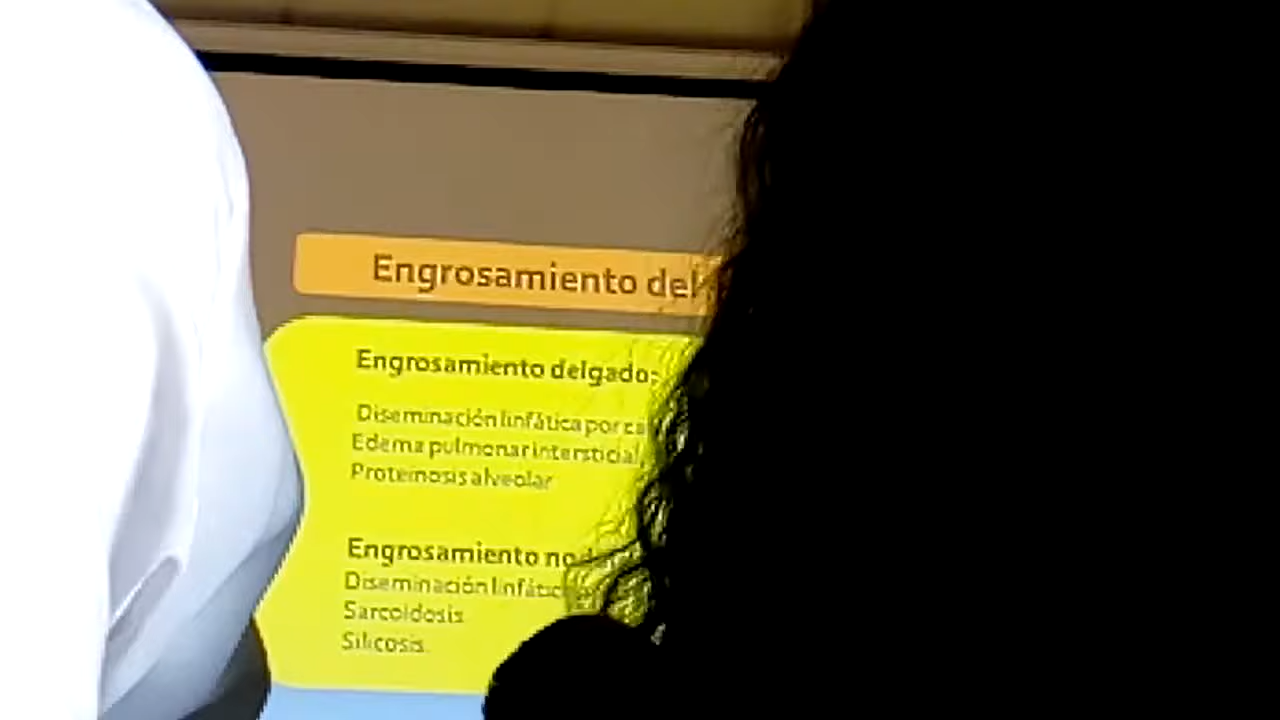 Engrosamiento del
Engrosamiento delgado:
Diseminación linfática por
Edema pulmonar intersticial,
Proteinosis alveolar
Engrosamiento
Diseminación
Sarcoidosis
Silicosis.